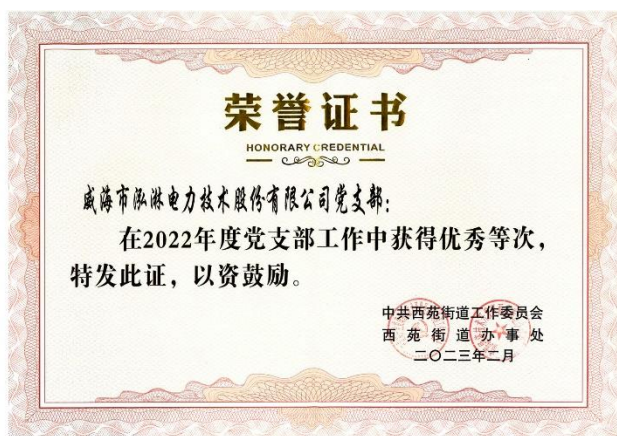 荣誉证书
HONORARY CREDENTIAL
威海市泓淋电力技术股份有限公司党支部：
在2022年度党支部工作中获得优秀等次，
特发此证，以资鼓励。
中共西苑街道工作委员会
西苑街道办事处
二〇二三年二月